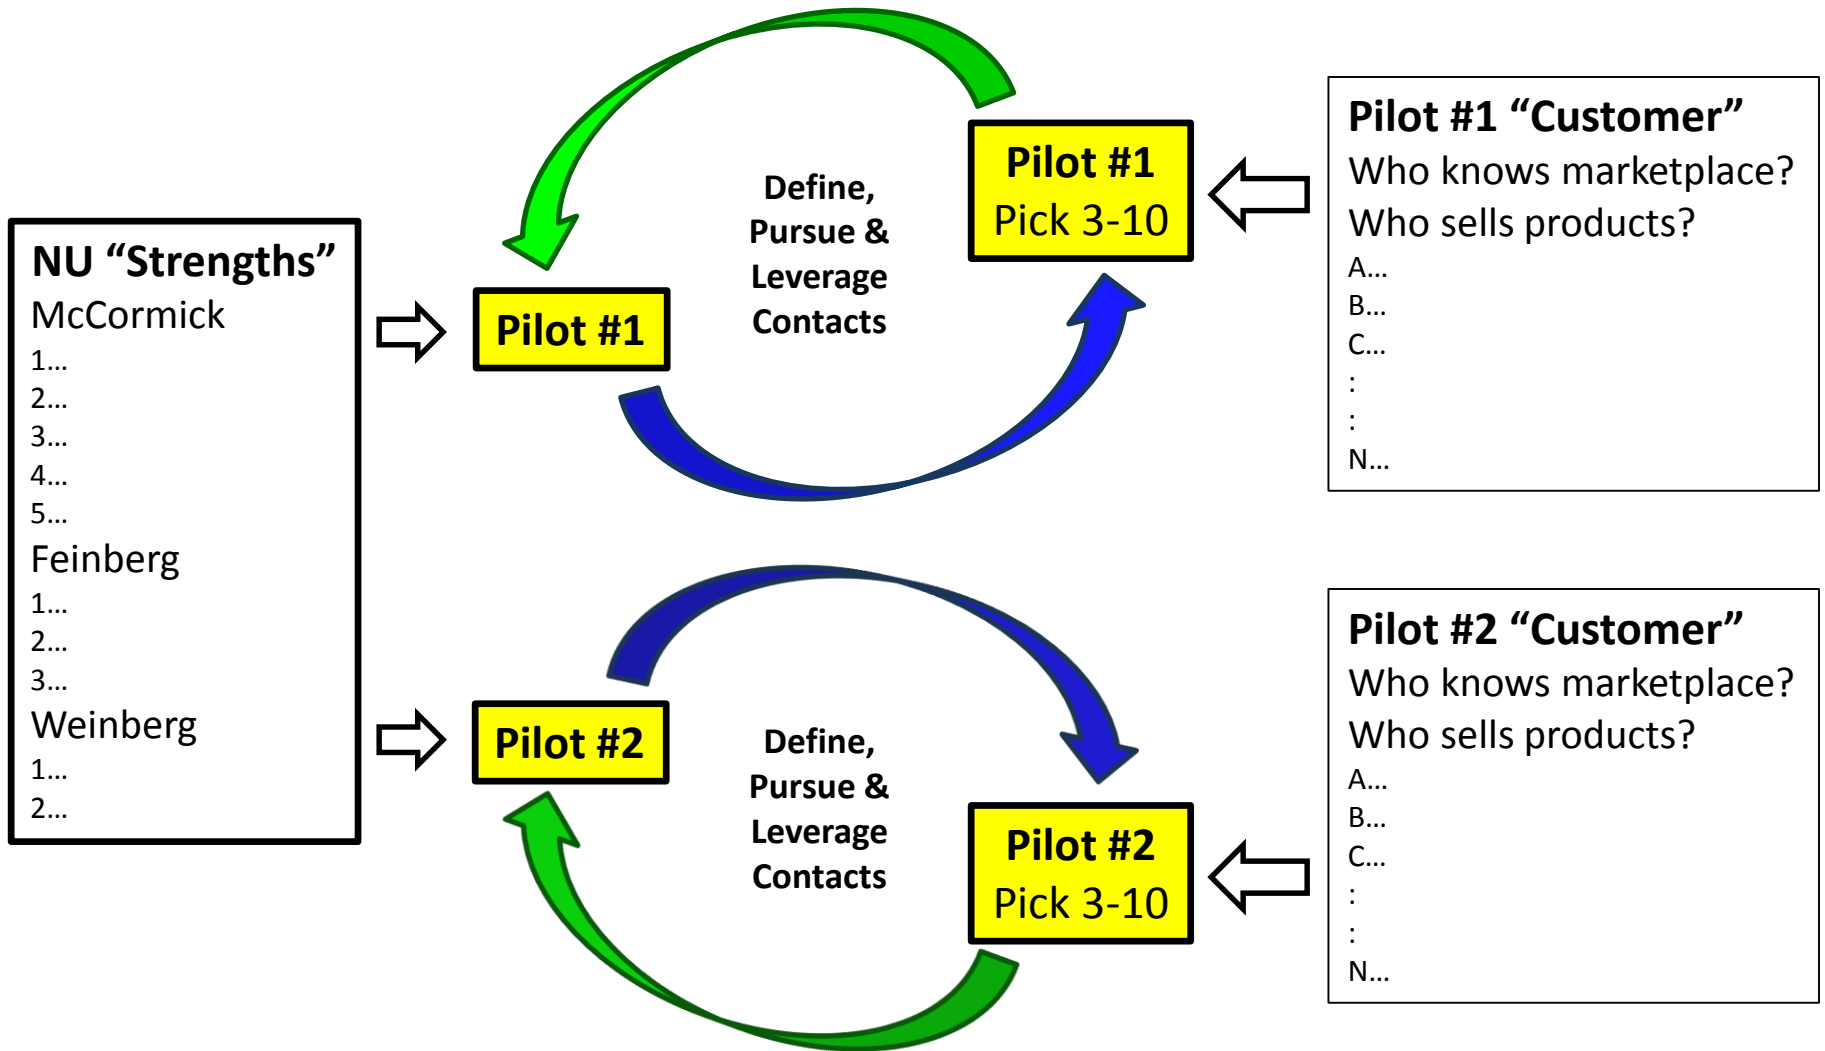 NU “Strengths”
McCormick
1...
2...
3...
4...
5...
Feinberg
1...
2...
3...
Weinberg
1...
2...
Pilot #1
Define,
Pursue &
Leverage
Contacts
Pilot #1
Pick 3-10
Pilot #1 “Customer”
Who knows marketplace?
Who sells products?
A...
B...
C...
:
:
N...
Pilot #2
Define,
Pursue &
Leverage
Contacts
Pilot #2
Pick 3-10
Pilot #2 “Customer”
Who knows marketplace?
Who sells products?
A...
B...
C...
:
:
N...